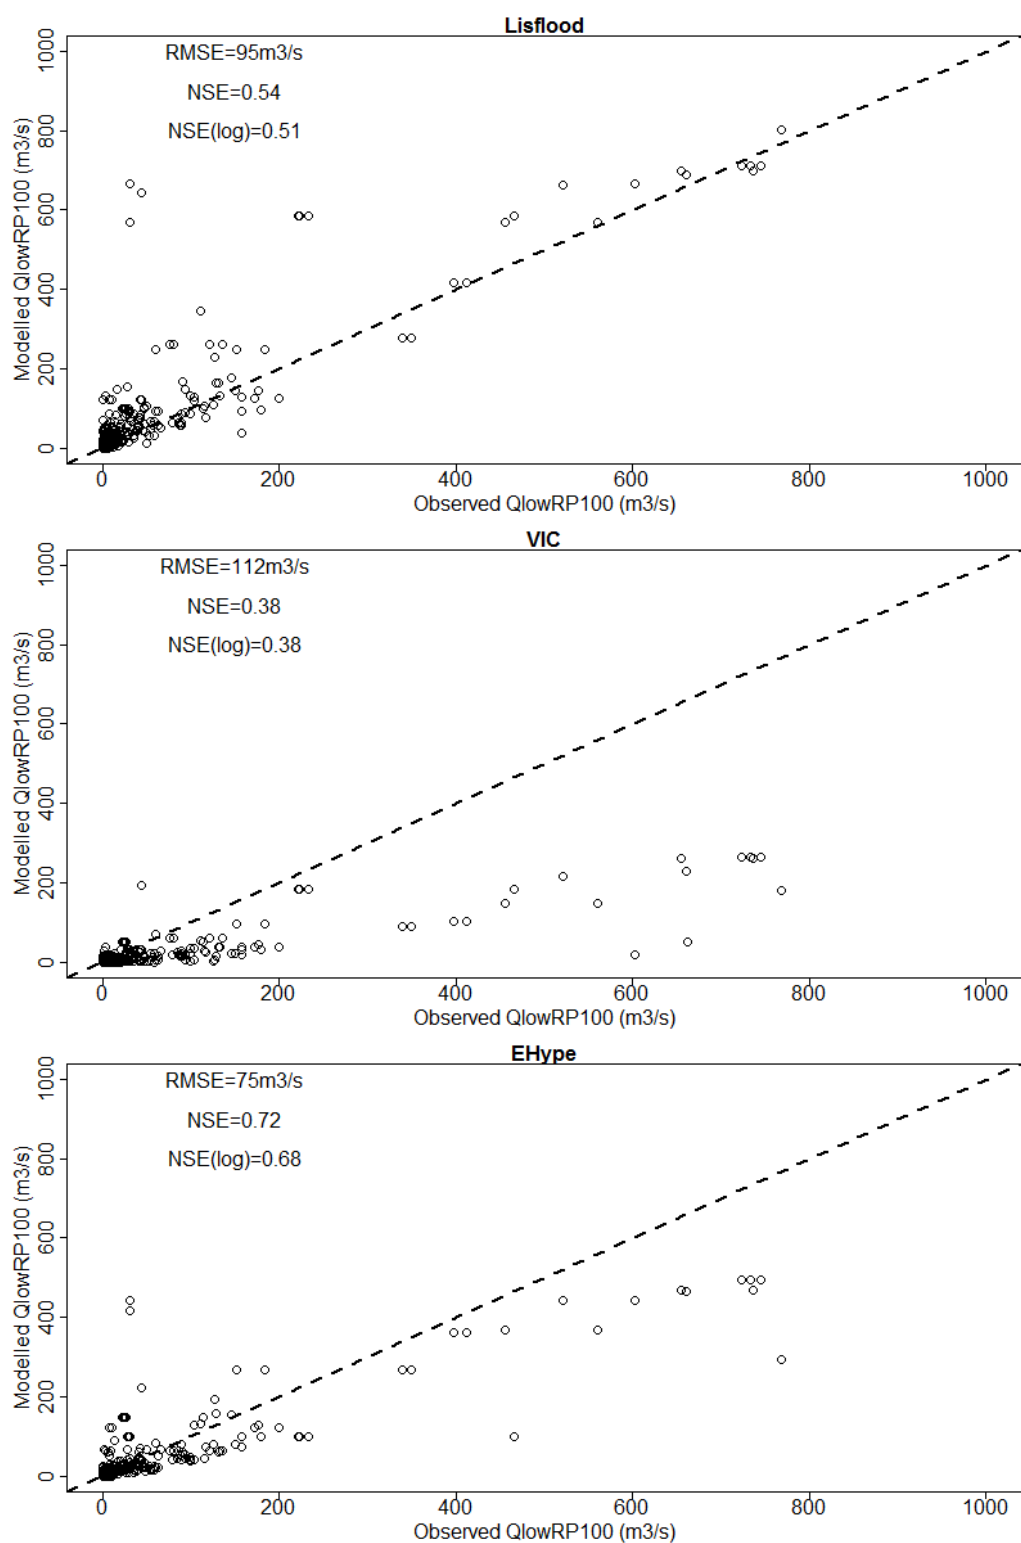 Lisflood
RMSE=95m3/s
NSE=0.54
NSE(log)=0.51
Modelled QlowRP100 (m3/s)
1000
800
600
400
200
0
0 200 400 600 800 1000
Observed QlowRP100 (m3/s)
VIC
RMSE=112m3/s
NSE=0.38
NSE(log)=0.38
Modelled QlowRP100 (m3/s)
1000
800
600
400
200
0
0 200 400 600 800 1000
Observed QlowRP100 (m3/s)
EHype
RMSE=75m3/s
NSE=0.72
NSE(log)=0.68
Modelled QlowRP100 (m3/s)
1000
800
600
400
200
0
0 200 400 600 800 1000
Observed QlowRP100 (m3/s)